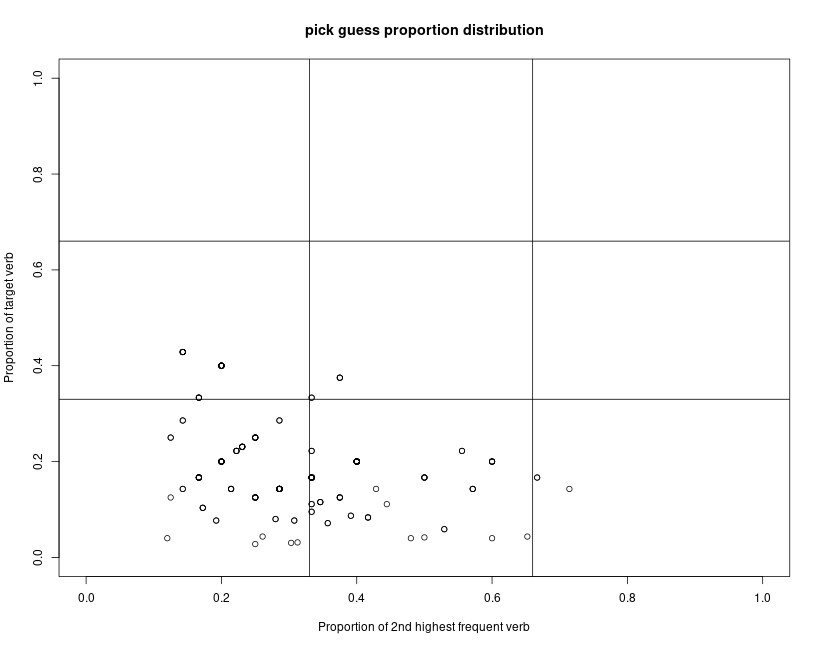 pick guess proportion distribution
1.0
0.8
0.6
0.4
0.2
0.0
Proportion of target verb
0.0 0.2 0.4 0.6 0.8 1.0
Proportion of 2nd highest frequent verb